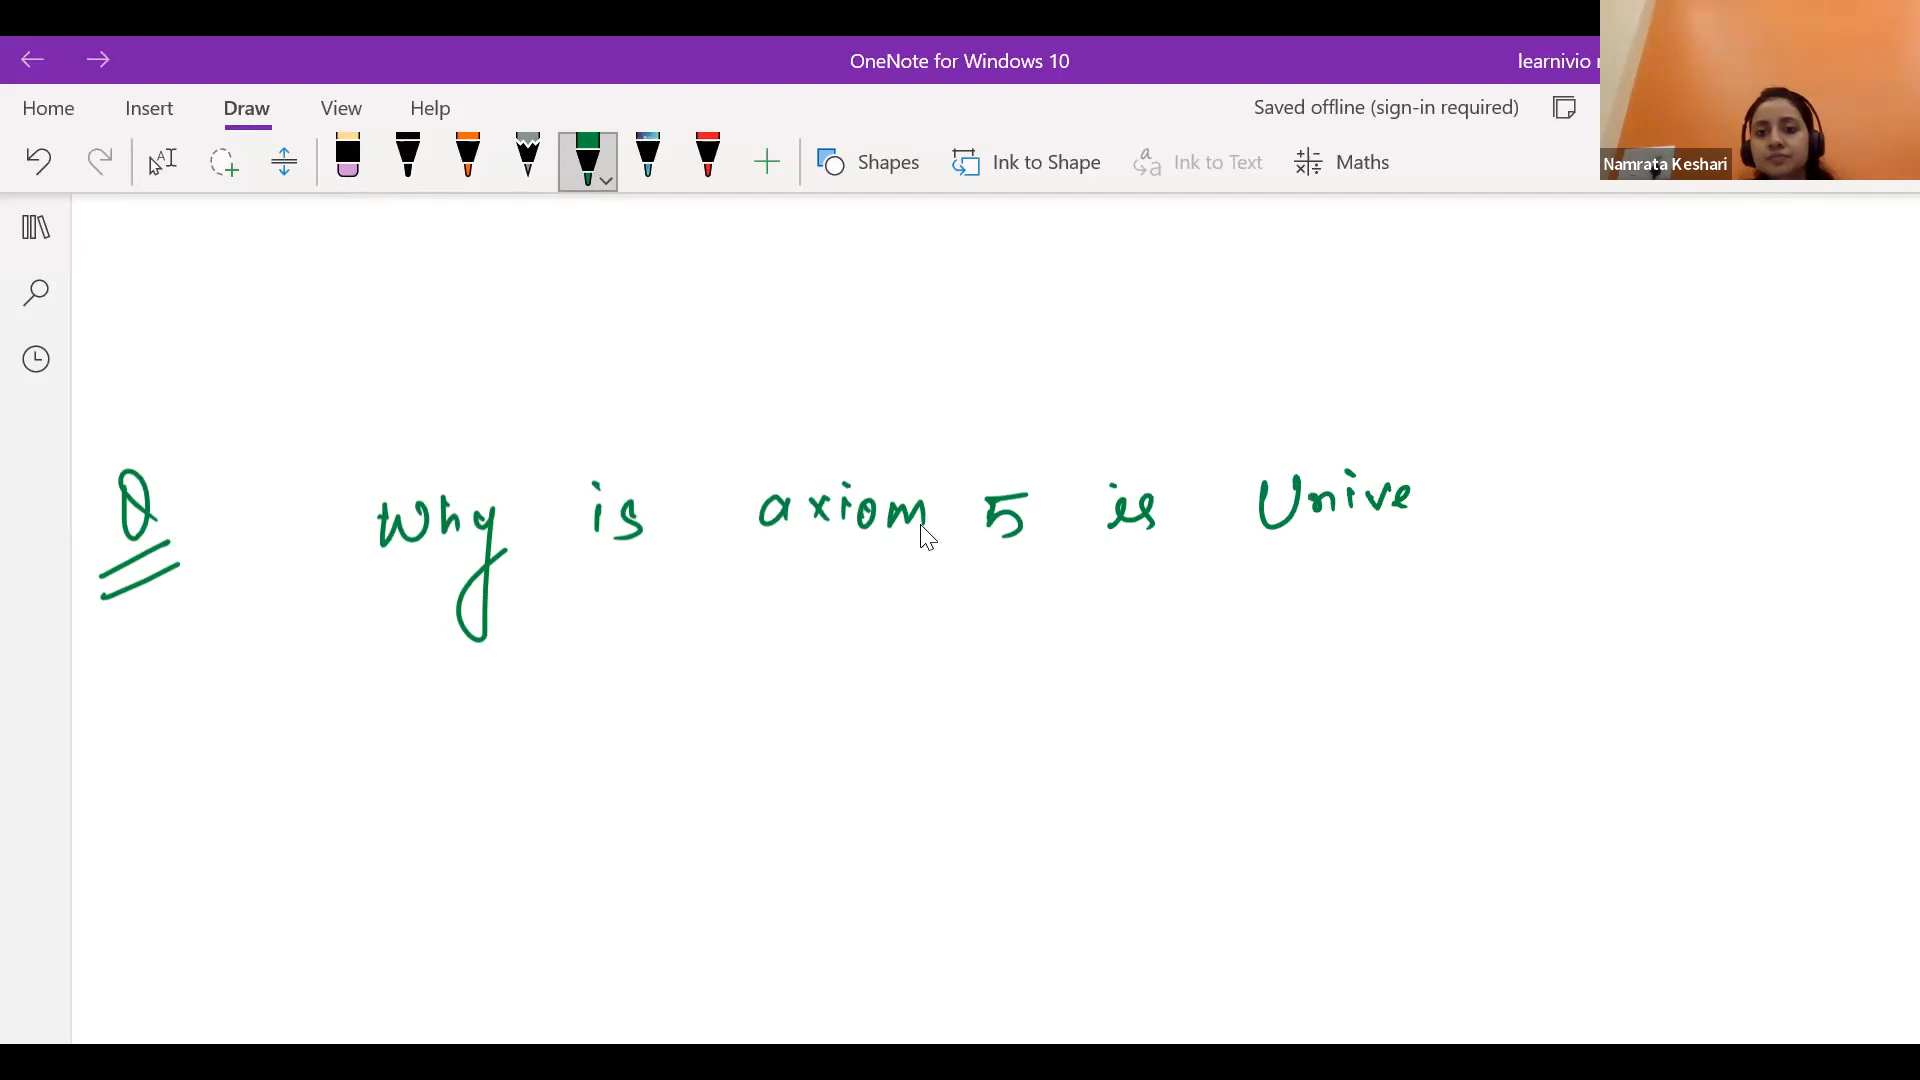 OneNote for Windows 10
learnivio
Home Insert Draw View Help
Saved offline (sign-in required)
Shapes Ink to Shape Ink to Text Maths
Namrata Keshari
Q Why is axiom 5 is Unive